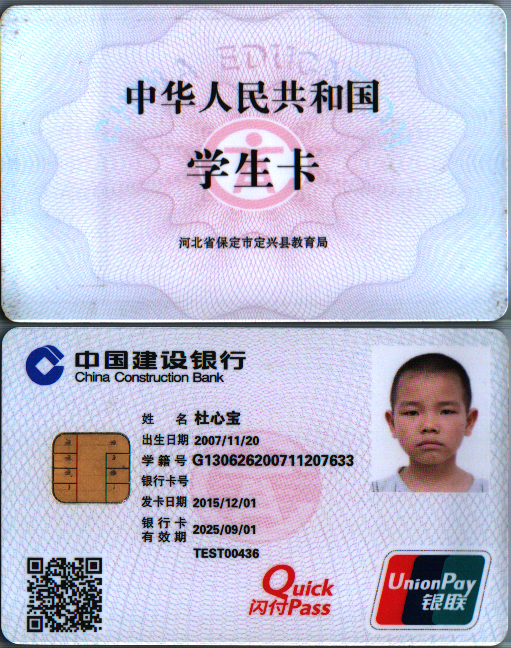 中华人民共和国
学生卡
河北省保定市定兴县教育局
中国建设银行
China Construction Bank
姓 名 杜心宝
出生日期 2007/11/20
学 籍 号 G130626200711207633
银行卡号
发卡日期 2015/12/01
银 行 卡
有 效 期 2025/09/01
TEST00436
Quick
闪付Pass
UnionPay
银联